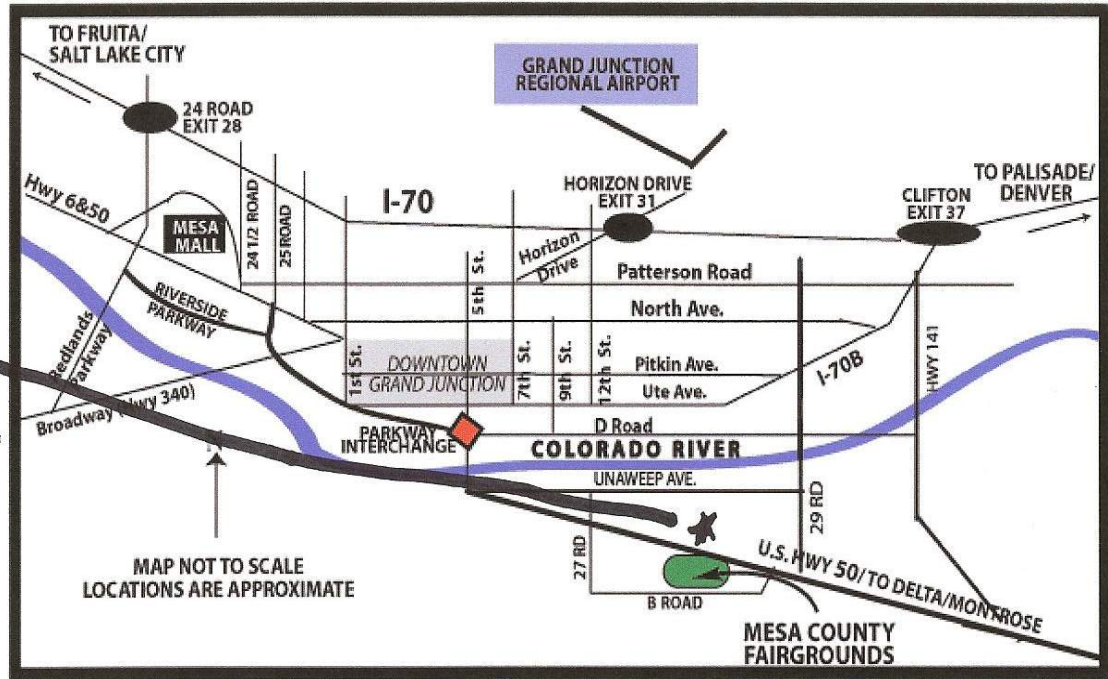 TO FRUITA/
SALT LAKE CITY
GRAND JUNCTION
REGIONAL AIRPORT
24 ROAD
EXIT 28
TO PALISADE/
DENVER
HORIZON DRIVE
EXIT 31
CLIFTON
EXIT 37
Hwy 6&50
I-70
MESA
MALL
24 1/2 ROAD
25 ROAD
5th St.
Horizon
Drive
Patterson Road
RIVERSIDE
PARKWAY
North Ave.
Redlands
Parkway
1st St.
DOWNTOWN
GRAND JUNCTION
7th St.
9th St.
12th St.
Pitkin Ave.
Ute Ave.
I-70B
HWY 141
Broadway (Hwy 340)
PARKWAY
INTERCHANGE
D Road
COLORADO RIVER
UNAWEEP AVE.
29 RD
27 RD
MAP NOT TO SCALE
LOCATIONS ARE APPROXIMATE
B ROAD
U.S. HWY 50/ TO DELTA/MONTROSE
MESA COUNTY
FAIRGROUNDS